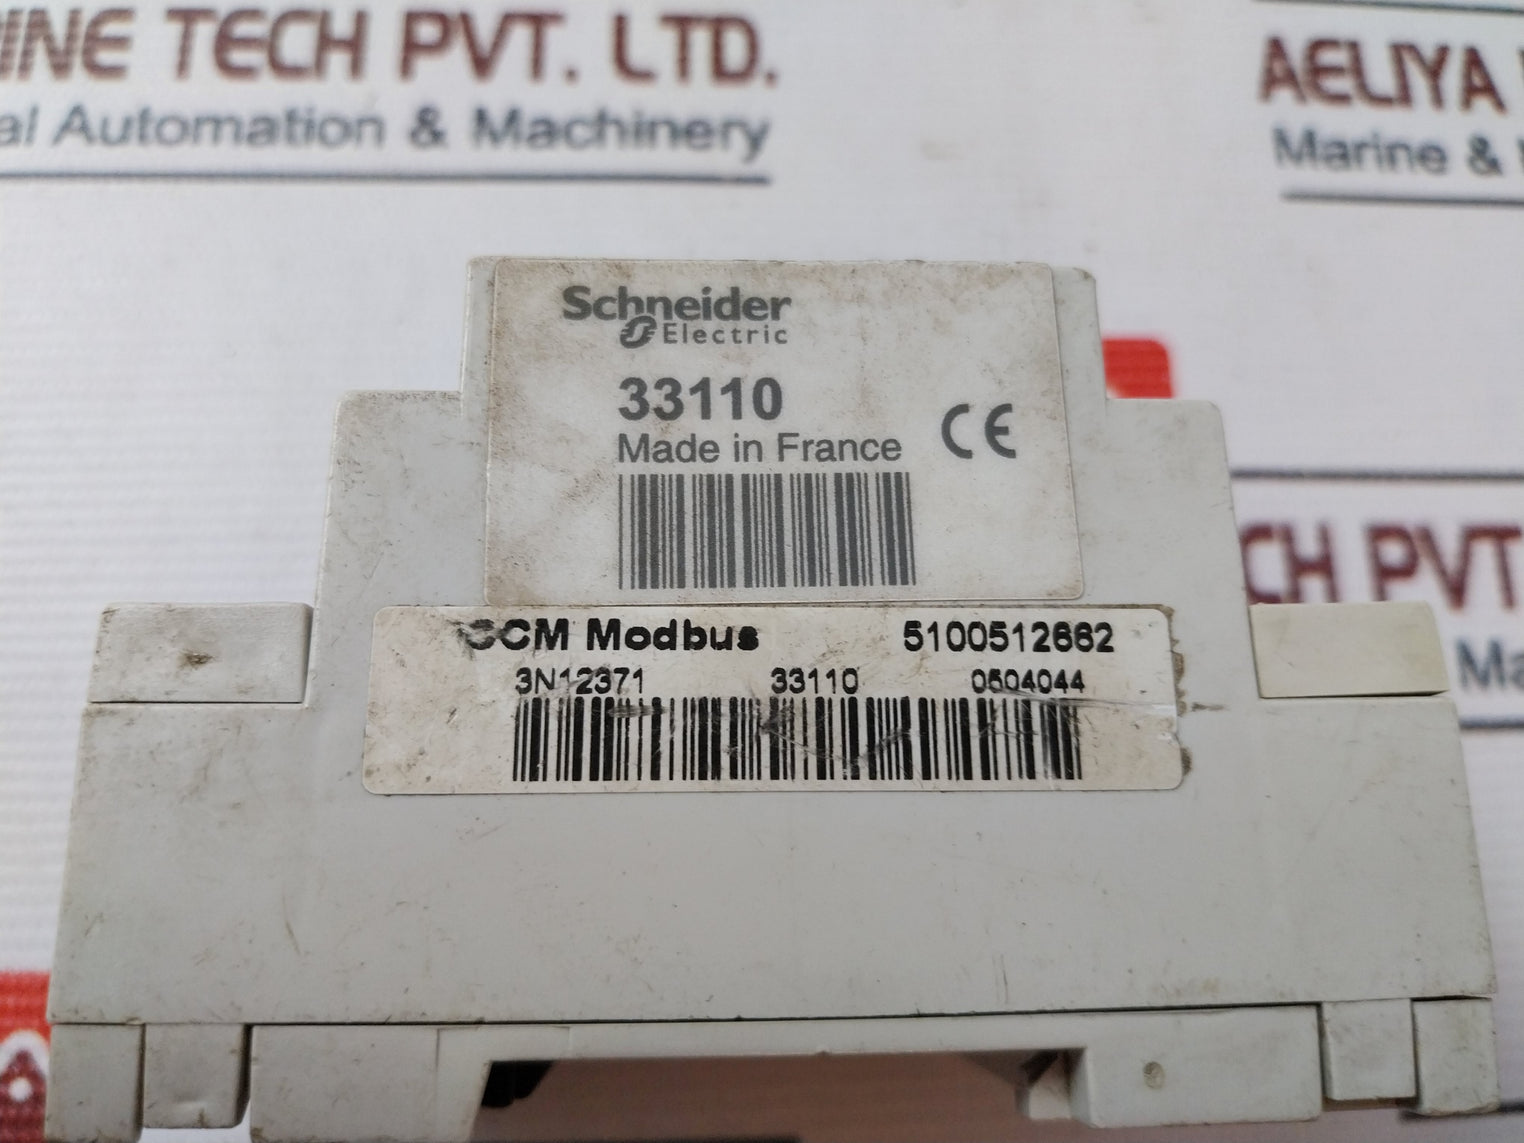 INE TECH PVT. LTD.
al Automation & Machinery
AELIYA
Marine &
Schneider
Electric
33110
Made in France
CE
CCM Modbus
5100512662
3N12371 33110 0504044
CH PVT
Ma